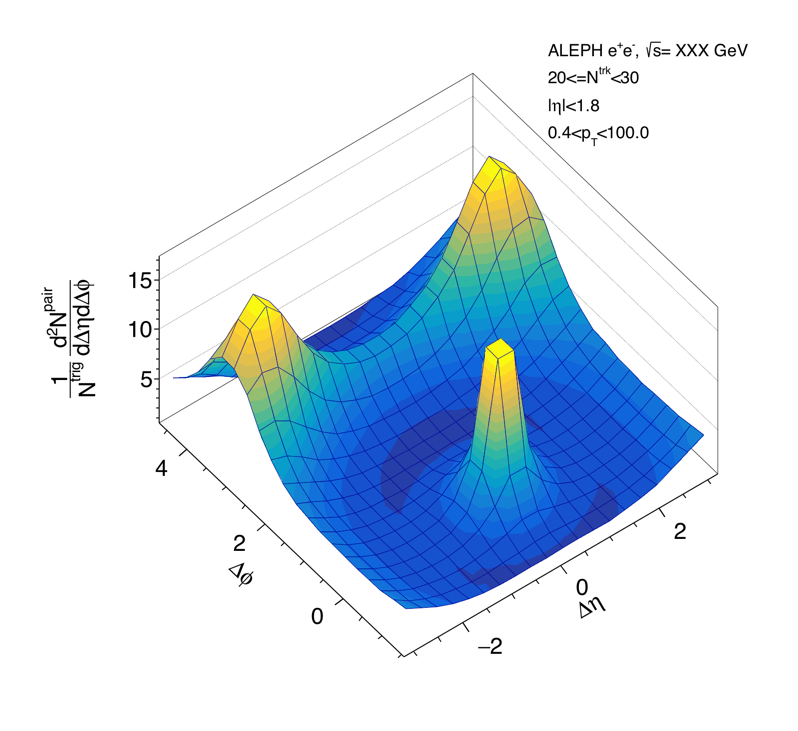 ALEPH e⁺e⁻, √s= XXX GeV
20<=Nᵗʳᵏ<30
|η|<1.8
0.4<p_T<100.0
1/N^trig d²N^pair/dΔηdΔϕ
15
10
5
4
2
0
Δϕ
−2
0
2
Δη